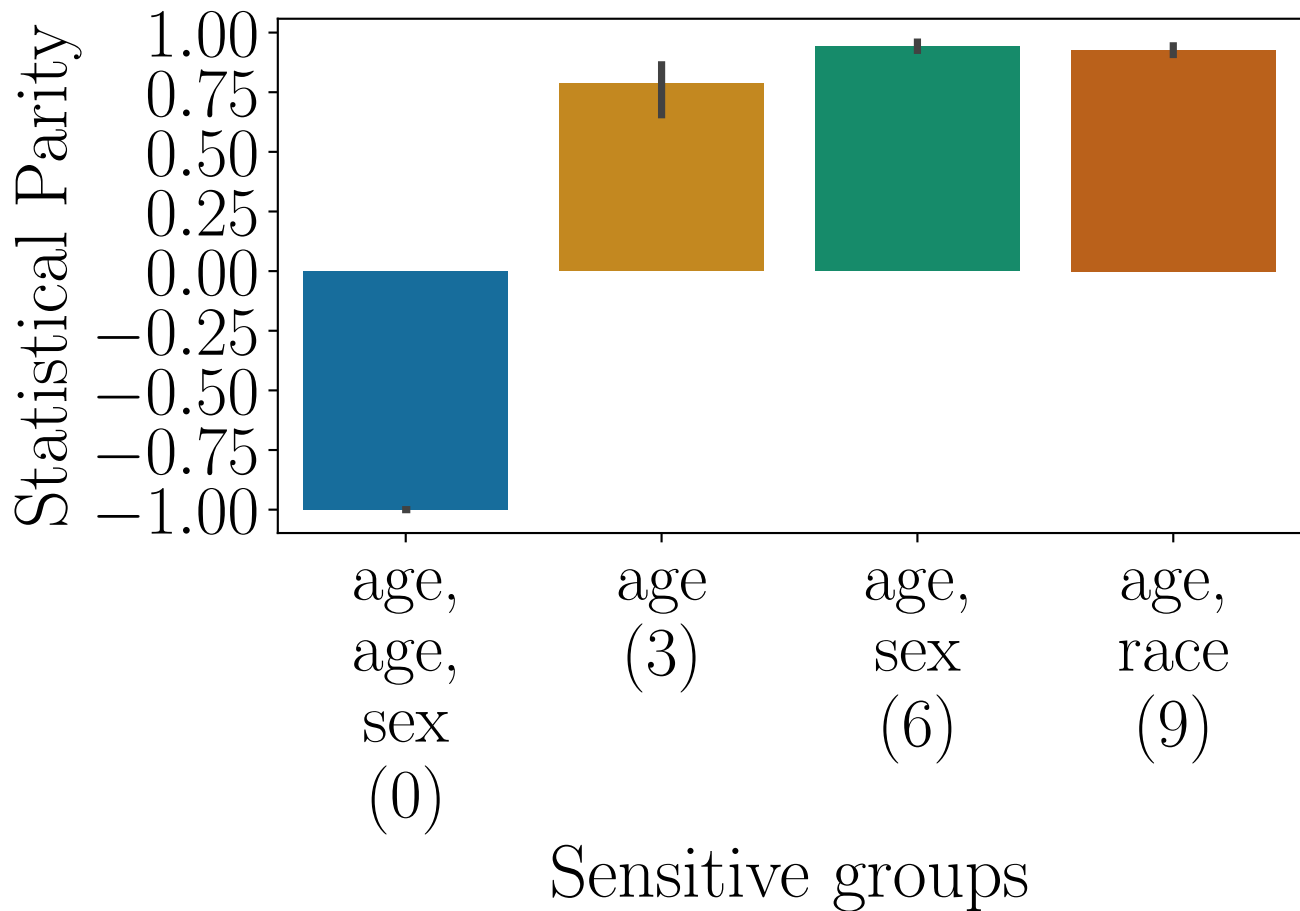 Statistical Parity
1.00
0.75
0.50
0.25
0.00
−0.25
−0.50
−0.75
−1.00
age,
age,
sex
(0)
age
(3)
age,
sex
(6)
age,
race
(9)
Sensitive groups